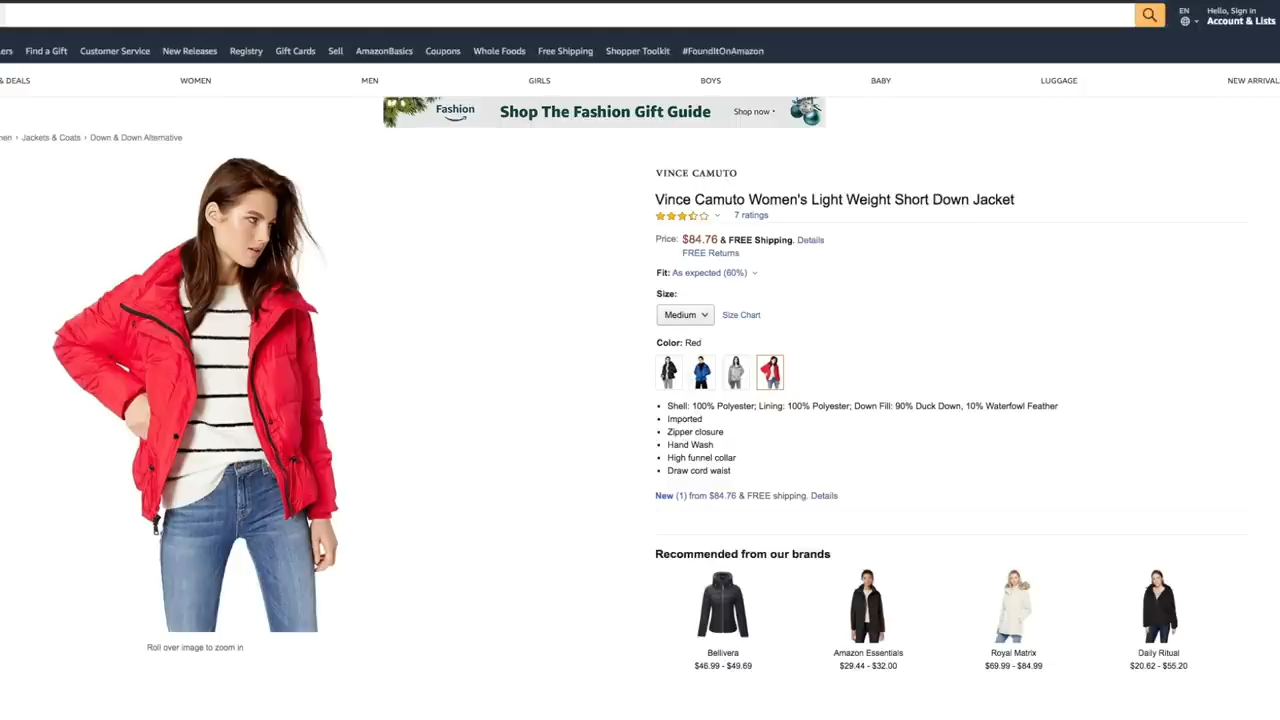 EN
Hello, Sign in
Account & Lists
ers Find a Gift Customer Service New Releases Registry Gift Cards Sell AmazonBasics Coupons Whole Foods Free Shipping Shopper Toolkit #FoundItOnAmazon
& DEALS WOMEN MEN GIRLS BOYS BABY LUGGAGE NEW ARRIVAL
Fashion Shop The Fashion Gift Guide Shop now
men › Jackets & Coats › Down & Down Alternative
VINCE CAMUTO
Vince Camuto Women's Light Weight Short Down Jacket
7 ratings
Price: $84.76 & FREE Shipping. Details
FREE Returns
Fit: As expected (60%)
Size:
Medium Size Chart
Color: Red
• Shell: 100% Polyester; Lining: 100% Polyester; Down Fill: 90% Duck Down, 10% Waterfowl Feather
• Imported
• Zipper closure
• Hand Wash
• High funnel collar
• Draw cord waist
New (1) from $84.76 & FREE shipping. Details
Recommended from our brands
Bellivera Amazon Essentials Royal Matrix Daily Ritual
$46.99 - $49.69 $29.44 - $32.00 $69.99 - $84.99 $20.62 - $55.20
Roll over image to zoom in